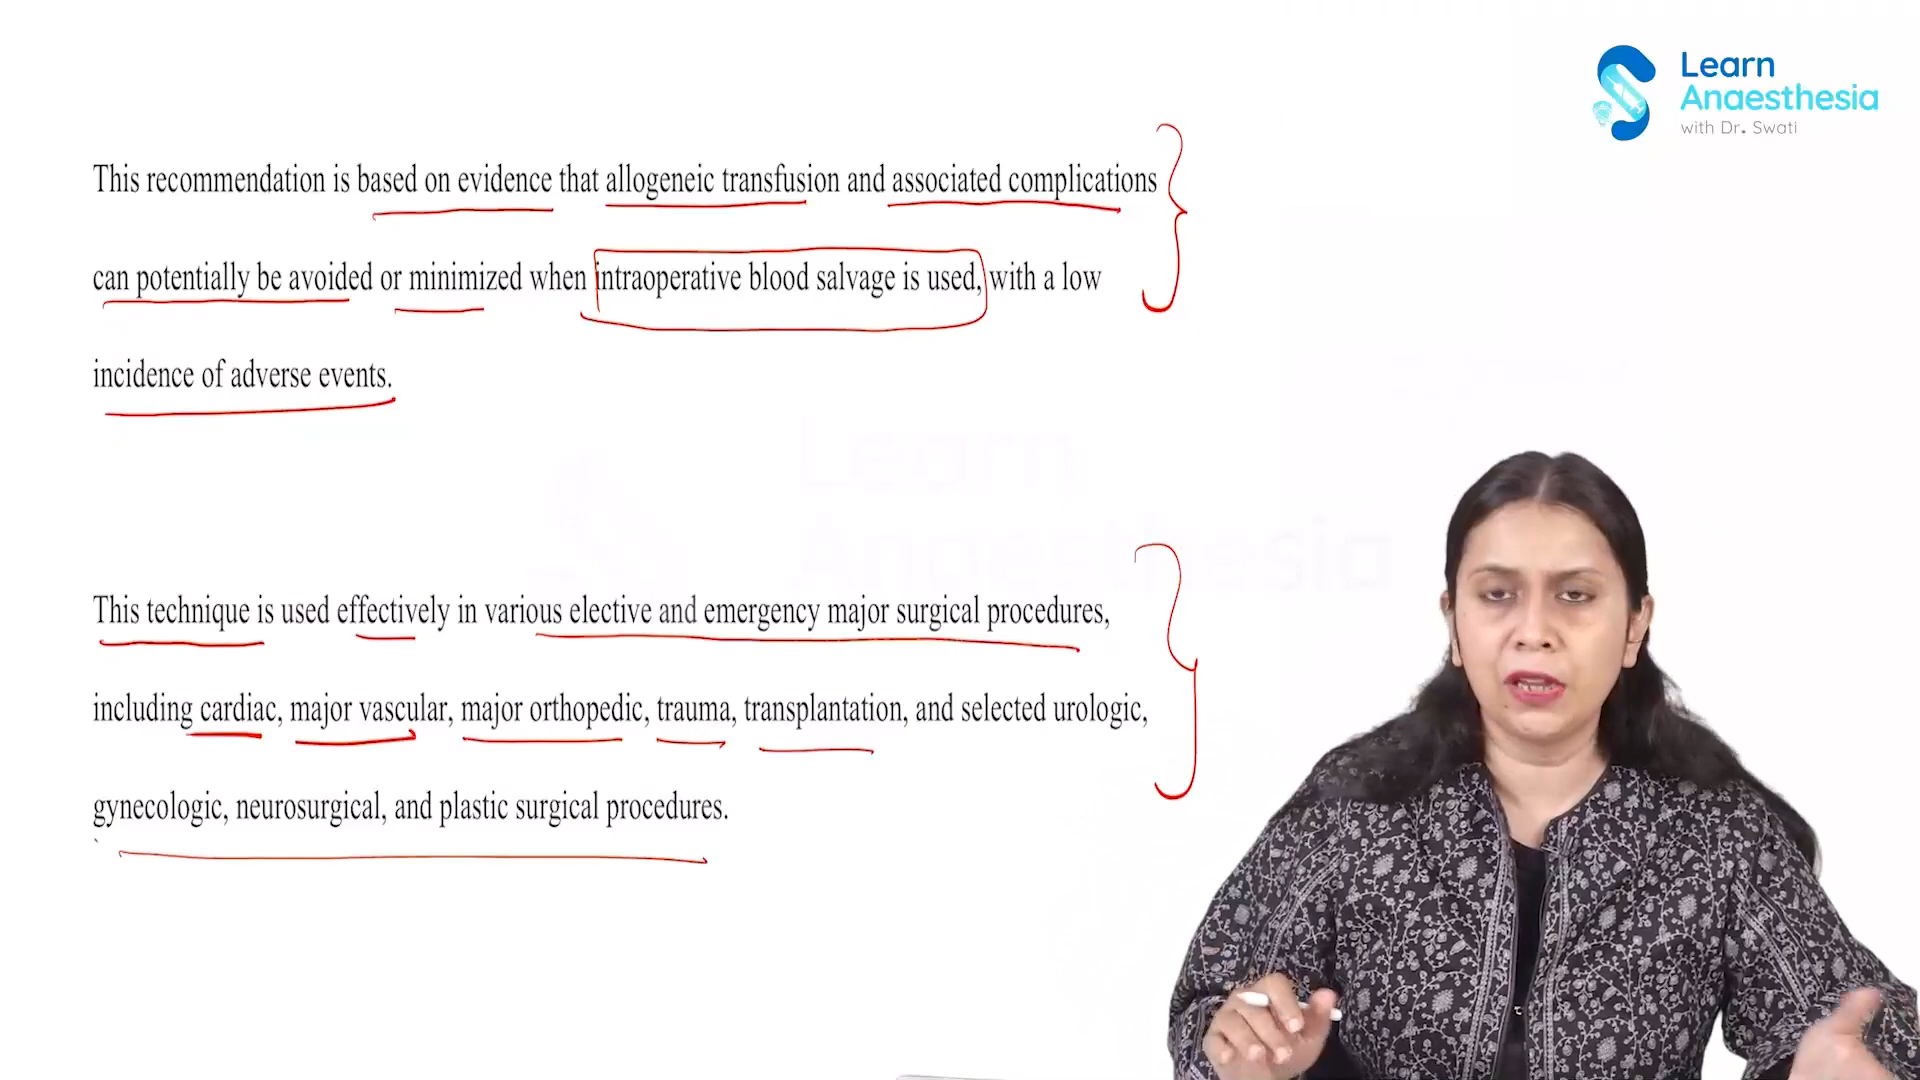 Learn
Anaesthesia
with Dr. Swati
This recommendation is based on evidence that allogeneic transfusion and associated complications
can potentially be avoided or minimized when intraoperative blood salvage is used, with a low
incidence of adverse events.
Learn
Anaesthesia
This technique is used effectively in various elective and emergency major surgical procedures,
including cardiac, major vascular, major orthopedic, trauma, transplantation, and selected urologic,
gynecologic, neurosurgical, and plastic surgical procedures.